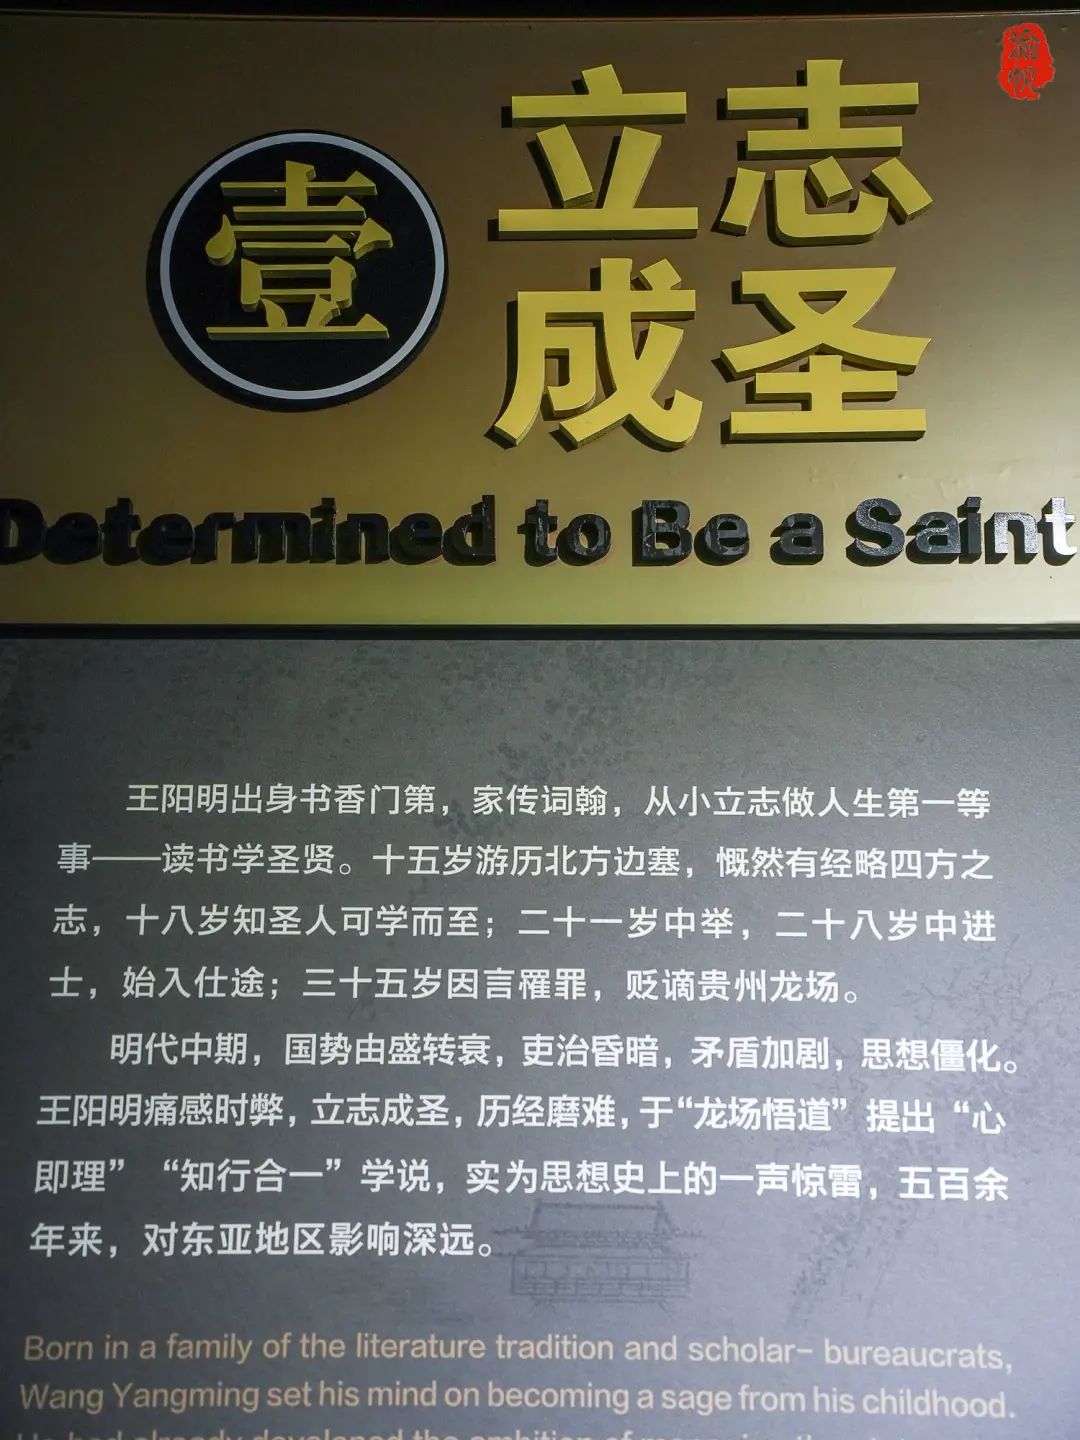 渝帆
壹
立志
成圣
Determined to Be a Saint
王阳明出身书香门第，家传词翰，从小立志做人生第一等
事——读书学圣贤。十五岁游历北方边塞，慨然有经略四方之
志，十八岁知圣人可学而至；二十一岁中举，二十八岁中进
士，始入仕途；三十五岁因言罹罪，贬谪贵州龙场。
明代中期，国势由盛转衰，吏治昏暗，矛盾加剧，思想僵化。
王阳明痛感时弊，立志成圣，历经磨难，于“龙场悟道”提出“心
即理”“知行合一”学说，实为思想史上的一声惊雷，五百余
年来，对东亚地区影响深远。
Born in a family of the literature tradition and scholar- bureaucrats,
Wang Yangming set his mind on becoming a sage from his childhood.
He had already developed the ambition of